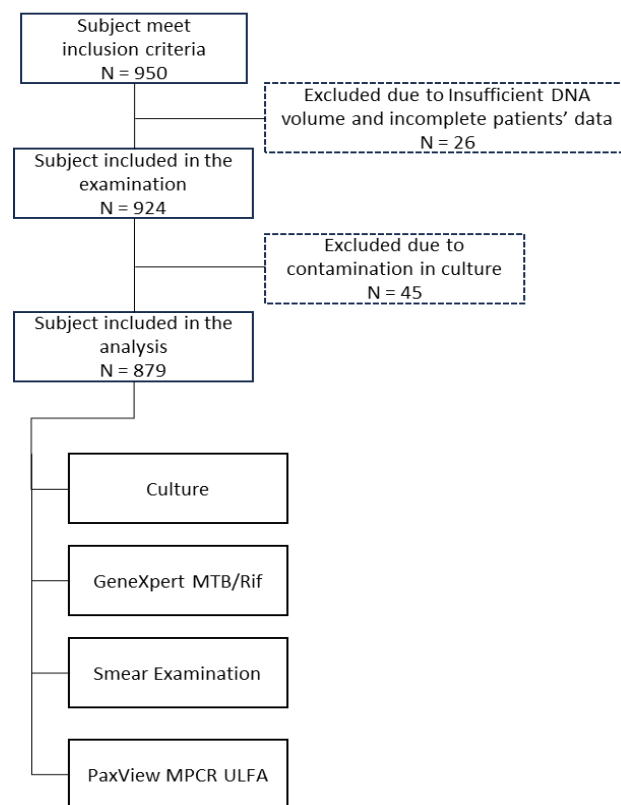 Subject meet
inclusion criteria
N = 950
Excluded due to Insufficient DNA
volume and incomplete patients’ data
N = 26
Subject included in the
examination
N = 924
Excluded due to
contamination in culture
N = 45
Subject included in the
analysis
N = 879
Culture
GeneXpert MTB/Rif
Smear Examination
PaxView MPCR ULFA